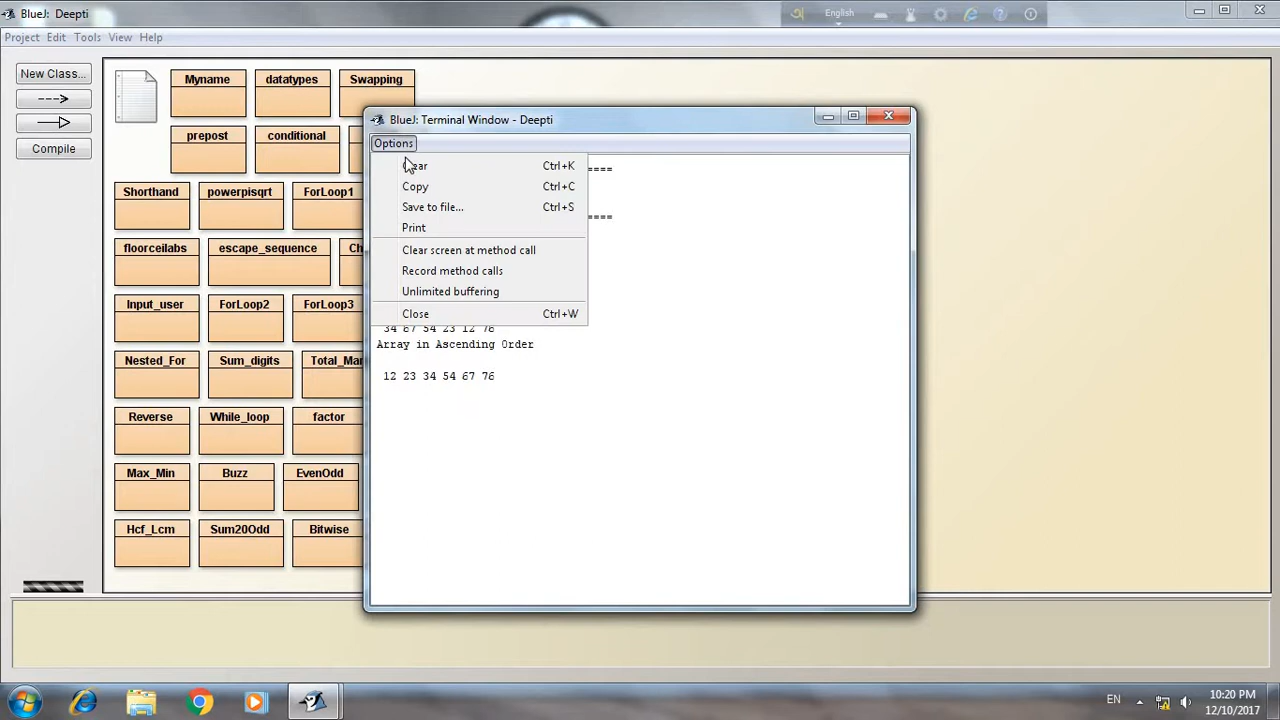 BlueJ: Deepti
English
Project Edit Tools View Help
New Class...
Compile
Myname datatypes Swapping
prepost conditional
Shorthand powerpisqrt ForLoop1
floorceilabs escape_sequence
Input_user ForLoop2 ForLoop3
Nested_For Sum_digits
Reverse While_loop factor
Max_Min Buzz EvenOdd
Hcf_Lcm Sum20Odd Bitwise
BlueJ: Terminal Window - Deepti
Options
Clear Ctrl+K
Copy Ctrl+C
Save to file... Ctrl+S
Print
Clear screen at method call
Record method calls
Unlimited buffering
Close Ctrl+W
====
====
34 67 54 23 12 76
Array in Ascending Order
12 23 34 54 67 76
EN
10:20 PM
12/10/2017